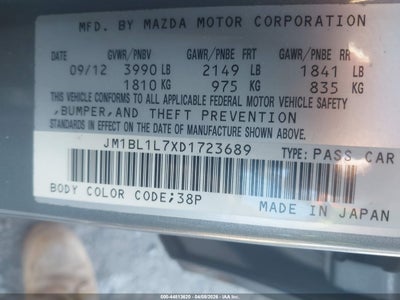 MFD. BY MAZDA MOTOR CORPORATION
GVWR/PNBV GAWR/PNBE FRT GAWR/PNBE RR
09/12 3990 LB 2149 LB 1841 LB
1810 KG 975 KG 835 KG
THIS VEHICLE CONFORMS TO ALL APPLICABLE
FEDERAL MOTOR VEHICLE SAFETY
,BUMPER,AND THEFT PREVENTION
STANDARDS IN EFFECT ON THE DATE OF
MANUFACTURE SHOWN ABOVE.
JM1BL1L7XD1723689 TYPE: PASS CAR
BODY COLOR CODE;38P
MADE IN JAPAN